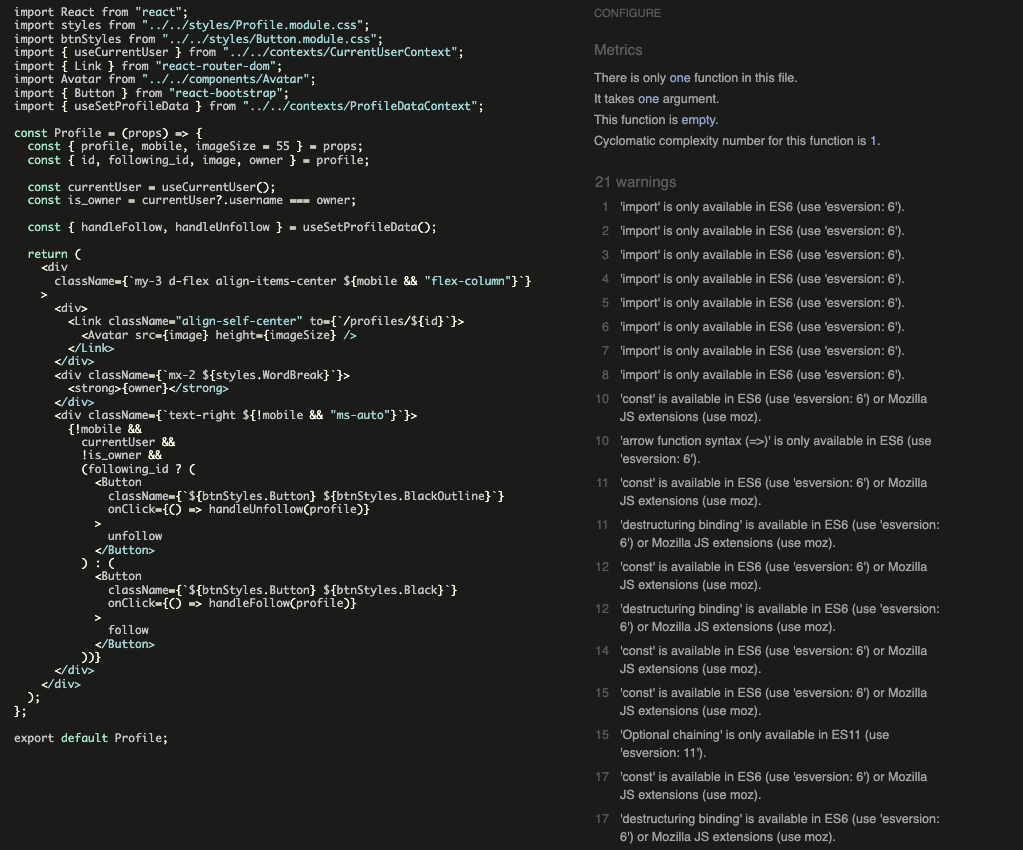 import React from "react";
import styles from "../../styles/Profile.module.css";
import btnStyles from "../../styles/Button.module.css";
import { useCurrentUser } from "../../contexts/CurrentUserContext";
import { Link } from "react-router-dom";
import Avatar from "../../components/Avatar";
import { Button } from "react-bootstrap";
import { useSetProfileData } from "../../contexts/ProfileDataContext";

const Profile = (props) => {
  const { profile, mobile, imageSize = 55 } = props;
  const { id, following_id, image, owner } = profile;

  const currentUser = useCurrentUser();
  const is_owner = currentUser?.username === owner;

  const { handleFollow, handleUnfollow } = useSetProfileData();

  return (
    <div
      className={`my-3 d-flex align-items-center ${mobile && "flex-column"}`}
    >
      <div>
        <Link className="align-self-center" to={`/profiles/${id}`}>
          <Avatar src={image} height={imageSize} />
        </Link>
      </div>
      <div className={`mx-2 ${styles.WordBreak}`}>
        <strong>{owner}</strong>
      </div>
      <div className={`text-right ${!mobile && "ms-auto"}`}>
        {!mobile &&
          currentUser &&
          !is_owner &&
          (following_id ? (
            <Button
              className={`${btnStyles.Button} ${btnStyles.BlackOutline}`}
              onClick={() => handleUnfollow(profile)}
            >
              unfollow
            </Button>
          ) : (
            <Button
              className={`${btnStyles.Button} ${btnStyles.Black}`}
              onClick={() => handleFollow(profile)}
            >
              follow
            </Button>
          ))}
      </div>
    </div>
  );
};

export default Profile;
CONFIGURE
Metrics
There is only one function in this file.
It takes one argument.
This function is empty.
Cyclomatic complexity number for this function is 1.
21 warnings
1 'import' is only available in ES6 (use 'esversion: 6').
2 'import' is only available in ES6 (use 'esversion: 6').
3 'import' is only available in ES6 (use 'esversion: 6').
4 'import' is only available in ES6 (use 'esversion: 6').
5 'import' is only available in ES6 (use 'esversion: 6').
6 'import' is only available in ES6 (use 'esversion: 6').
7 'import' is only available in ES6 (use 'esversion: 6').
8 'import' is only available in ES6 (use 'esversion: 6').
10 'const' is available in ES6 (use 'esversion: 6') or Mozilla
JS extensions (use moz).
10 'arrow function syntax (=>)' is only available in ES6 (use
'esversion: 6').
11 'const' is available in ES6 (use 'esversion: 6') or Mozilla
JS extensions (use moz).
11 'destructuring binding' is available in ES6 (use 'esversion:
6') or Mozilla JS extensions (use moz).
12 'const' is available in ES6 (use 'esversion: 6') or Mozilla
JS extensions (use moz).
12 'destructuring binding' is available in ES6 (use 'esversion:
6') or Mozilla JS extensions (use moz).
14 'const' is available in ES6 (use 'esversion: 6') or Mozilla
JS extensions (use moz).
15 'const' is available in ES6 (use 'esversion: 6') or Mozilla
JS extensions (use moz).
15 'Optional chaining' is only available in ES11 (use
'esversion: 11').
17 'const' is available in ES6 (use 'esversion: 6') or Mozilla
JS extensions (use moz).
17 'destructuring binding' is available in ES6 (use 'esversion:
6') or Mozilla JS extensions (use moz).